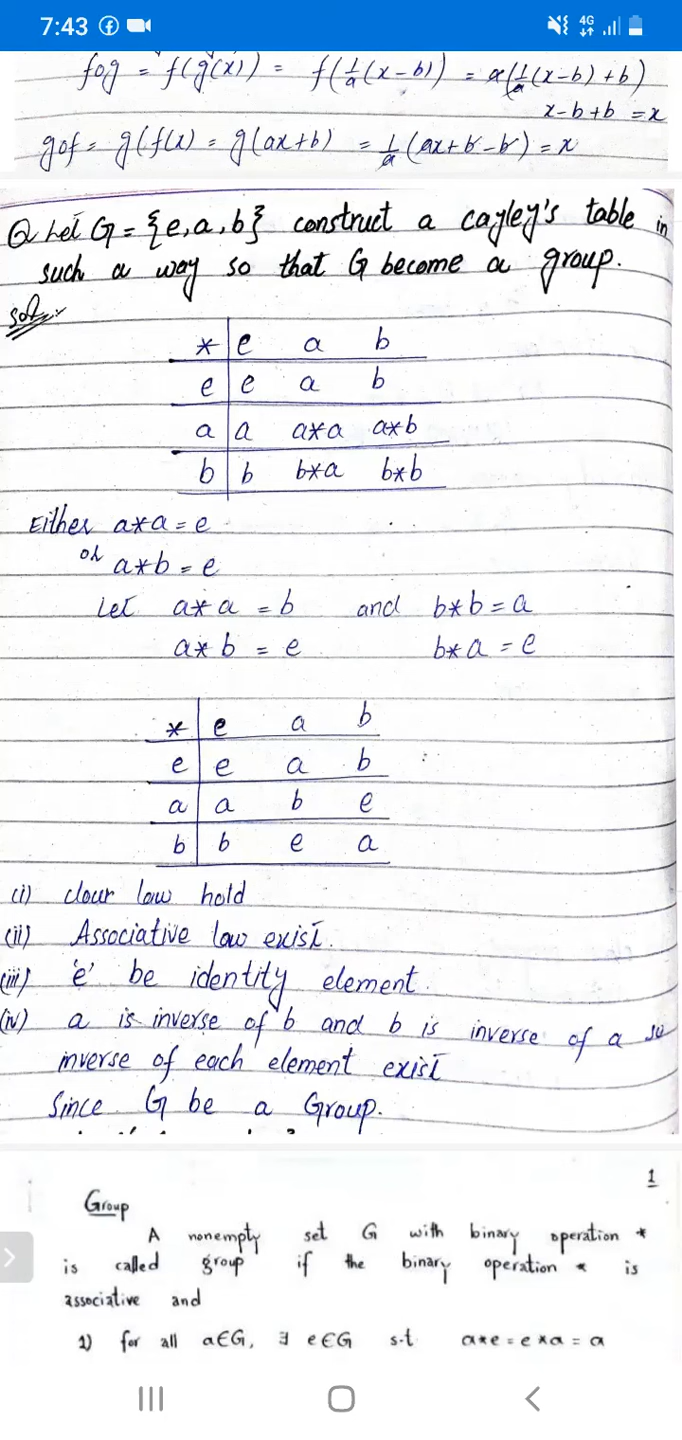 7:43
4G
fog = f(g(x)) = f(1/a(x-b)) = a(1/a(x-b)+b)
x-b+b = x
gof = g(f(x) = g(ax+b) = 1/a (ax+b-b) = x
Q Let G = {e,a,b} construct a cayley's table in
such a way so that G become a group.
Sol:-
* e a b
e e a b
a a a*a a*b
b b b*a b*b
Either a*a = e
or a*b = e
Let a*a = b and b*b = a
a*b = e b*a = e
* e a b
e e a b
a a b e
b b e a
(i) clour law hold
(ii) Associative law exist.
(iii) 'e' be identity element.
(iv) a is inverse of b and b is inverse of a so
inverse of each element exist
Since G be a Group.
1
Group
A nonempty set G with binary operation *
is called group if the binary operation * is
associative and
1) for all a∈G, ∃ e∈G s.t a*e = e*a = a